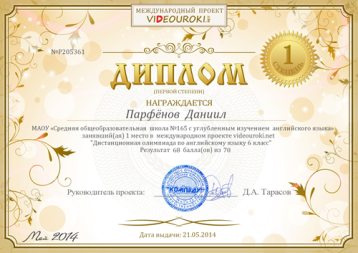 МЕЖДУНАРОДНЫЙ ПРОЕКТ
VIDEOUROKI.NET
№P205361
1
ДИПЛОМ
(ПЕРВОЙ СТЕПЕНИ)
НАГРАЖДАЕТСЯ
Парфёнов Даниил
МАОУ «Средняя общеобразовательная школа №165 с углубленным изучением английского языка»
занявший(ая) 1 место в международном проекте videouroki.net
"Дистанционная олимпиада по английскому языку 6 класс"
Результат 68 балла(ов) из 70
Руководитель проекта:
"КОМПЭДУ"
Д.А. Тарасов
Май 2014
Дата выдачи: 21.05.2014